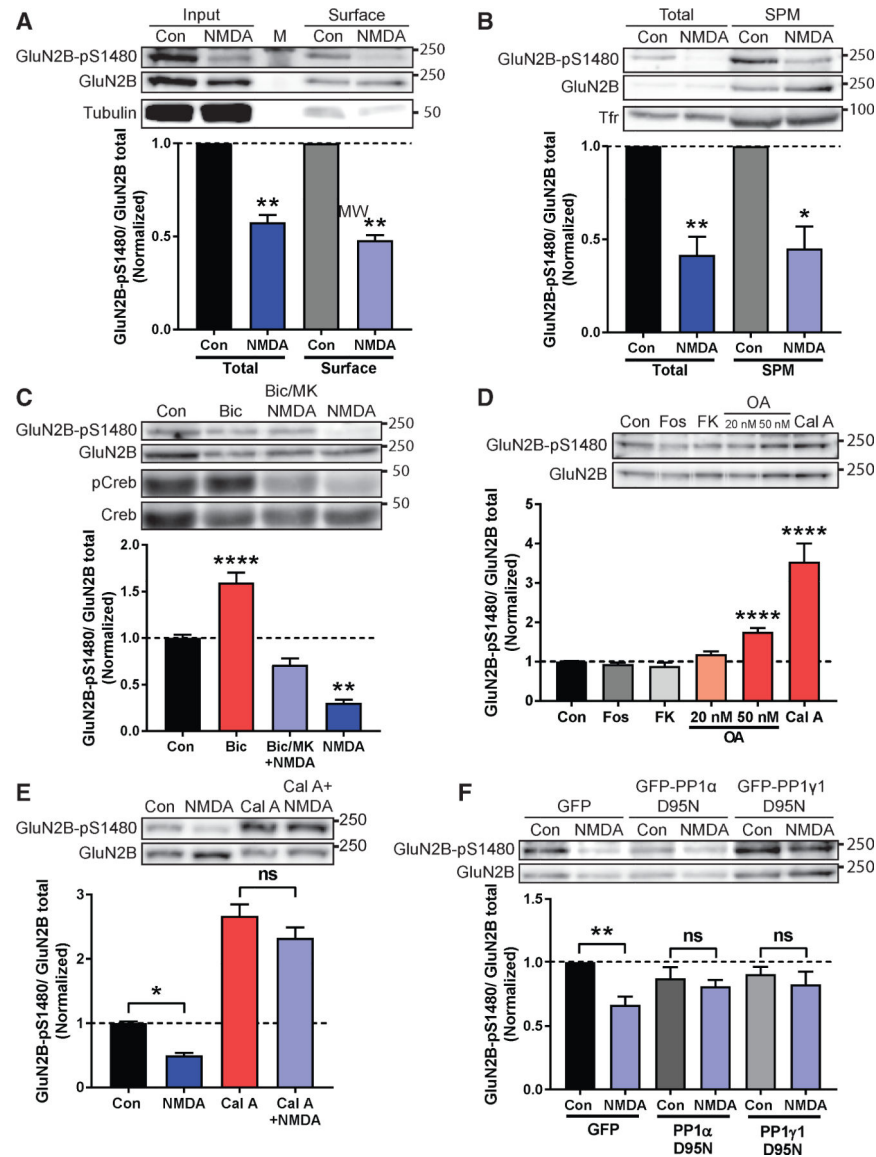 A
Input Surface
Con NMDA M Con NMDA
GluN2B-pS1480 250
GluN2B 250
Tubulin 50
GluN2B-pS1480/ GluN2B total
(Normalized)
1.0
0.5
0.0
**
MW
**
Con NMDA Con NMDA
Total Surface
B
Total SPM
Con NMDA Con NMDA
GluN2B-pS1480 250
GluN2B 250
Tfr 100
GluN2B-pS1480/ GluN2B total
(Normalized)
1.0
0.5
0.0
**
*
Con NMDA Con NMDA
Total SPM
C
Bic/MK
Con Bic NMDA NMDA
GluN2B-pS1480 250
GluN2B 250
pCreb 50
Creb 50
GluN2B-pS1480/ GluN2B total
(Normalized)
2.0
1.5
1.0
0.5
0.0
****
**
Con Bic Bic/MK NMDA
+NMDA
D
OA
Con Fos FK 20 nM 50 nM Cal A
GluN2B-pS1480 250
GluN2B 250
GluN2B-pS1480/ GluN2B total
(Normalized)
5
4
3
2
1
0
****
****
Con Fos FK 20 nM 50 nM Cal A
OA
E
Cal A+
Con NMDA Cal A NMDA
GluN2B-pS1480 250
GluN2B 250
GluN2B-pS1480/ GluN2B total
(Normalized)
3
2
1
0
*
ns
Con NMDA Cal A Cal A
+NMDA
F
GFP-PP1α GFP-PP1γ1
GFP D95N D95N
Con NMDA Con NMDA Con NMDA
GluN2B-pS1480 250
GluN2B 250
GluN2B-pS1480/ GluN2B total
(Normalized)
1.5
1.0
0.5
0.0
** ns ns
Con NMDA Con NMDA Con NMDA
GFP PP1α PP1γ1
D95N D95N